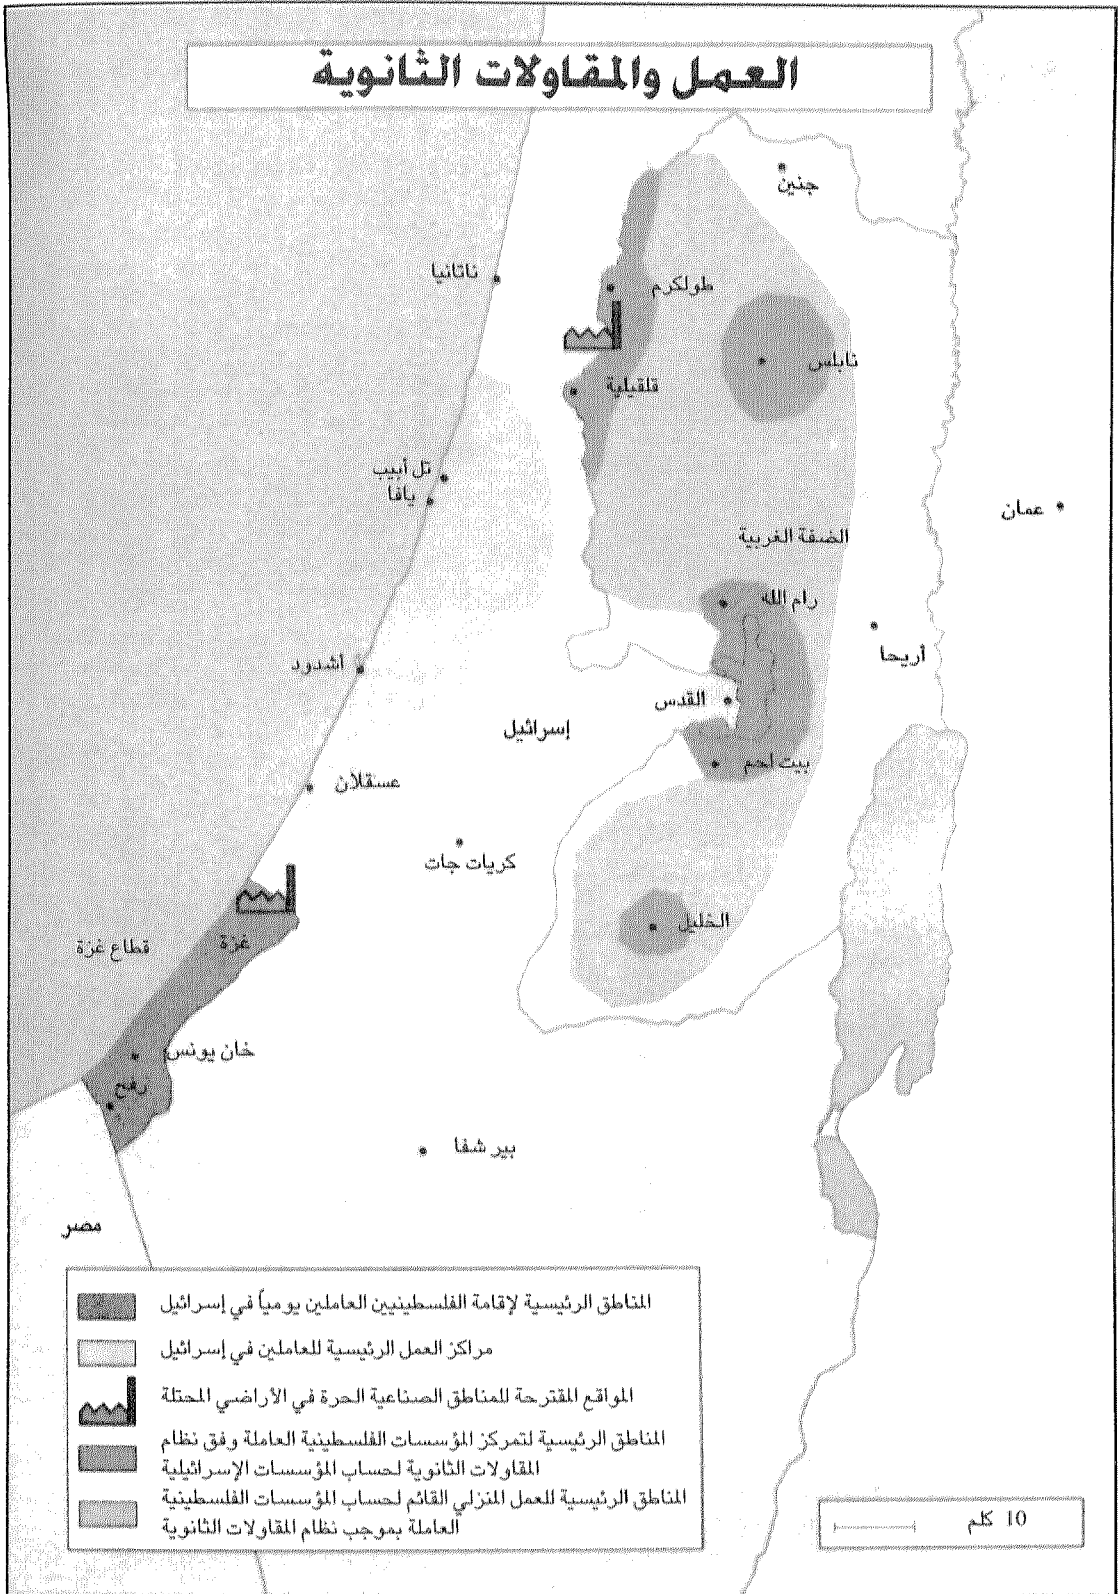 العمل والمقاولات الثانوية
جنين
ناتانيا
طولكرم
نابلس
قلقيلية
تل أبيب
يافا
عمان
الضفة الغربية
رام الله
أريحا
أشدود
القدس
إسرائيل
بيت لحم
عسقلان
كريات جات
الخليل
غزة
قطاع غزة
خان يونس
رفح
بير شفا
مصر
المناطق الرئيسية لإقامة الفلسطينيين العاملين يومياً في إسرائيل
مراكز العمل الرئيسية للعاملين في إسرائيل
المواقع المقترحة للمناطق الصناعية الحرة في الأراضي المحتلة
المناطق الرئيسية لتمركز المؤسسات الفلسطينية العاملة وفق نظام
المقاولات الثانوية لحساب المؤسسات الإسرائيلية
المناطق الرئيسية للعمل المنزلي القائم لحساب المؤسسات الفلسطينية
العاملة بموجب نظام المقاولات الثانوية
10 كلم